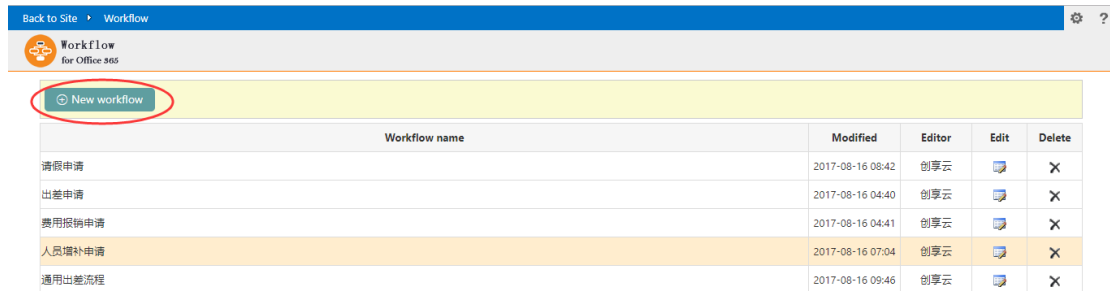 Back to Site ▸ Workflow ?
Workflow
for Office 365
New workflow
Workflow name Modified Editor Edit Delete
请假申请 2017-08-16 08:42 创享云
出差申请 2017-08-16 04:40 创享云
费用报销申请 2017-08-16 04:41 创享云
人员增补申请 2017-08-16 07:04 创享云
通用出差流程 2017-08-16 09:46 创享云